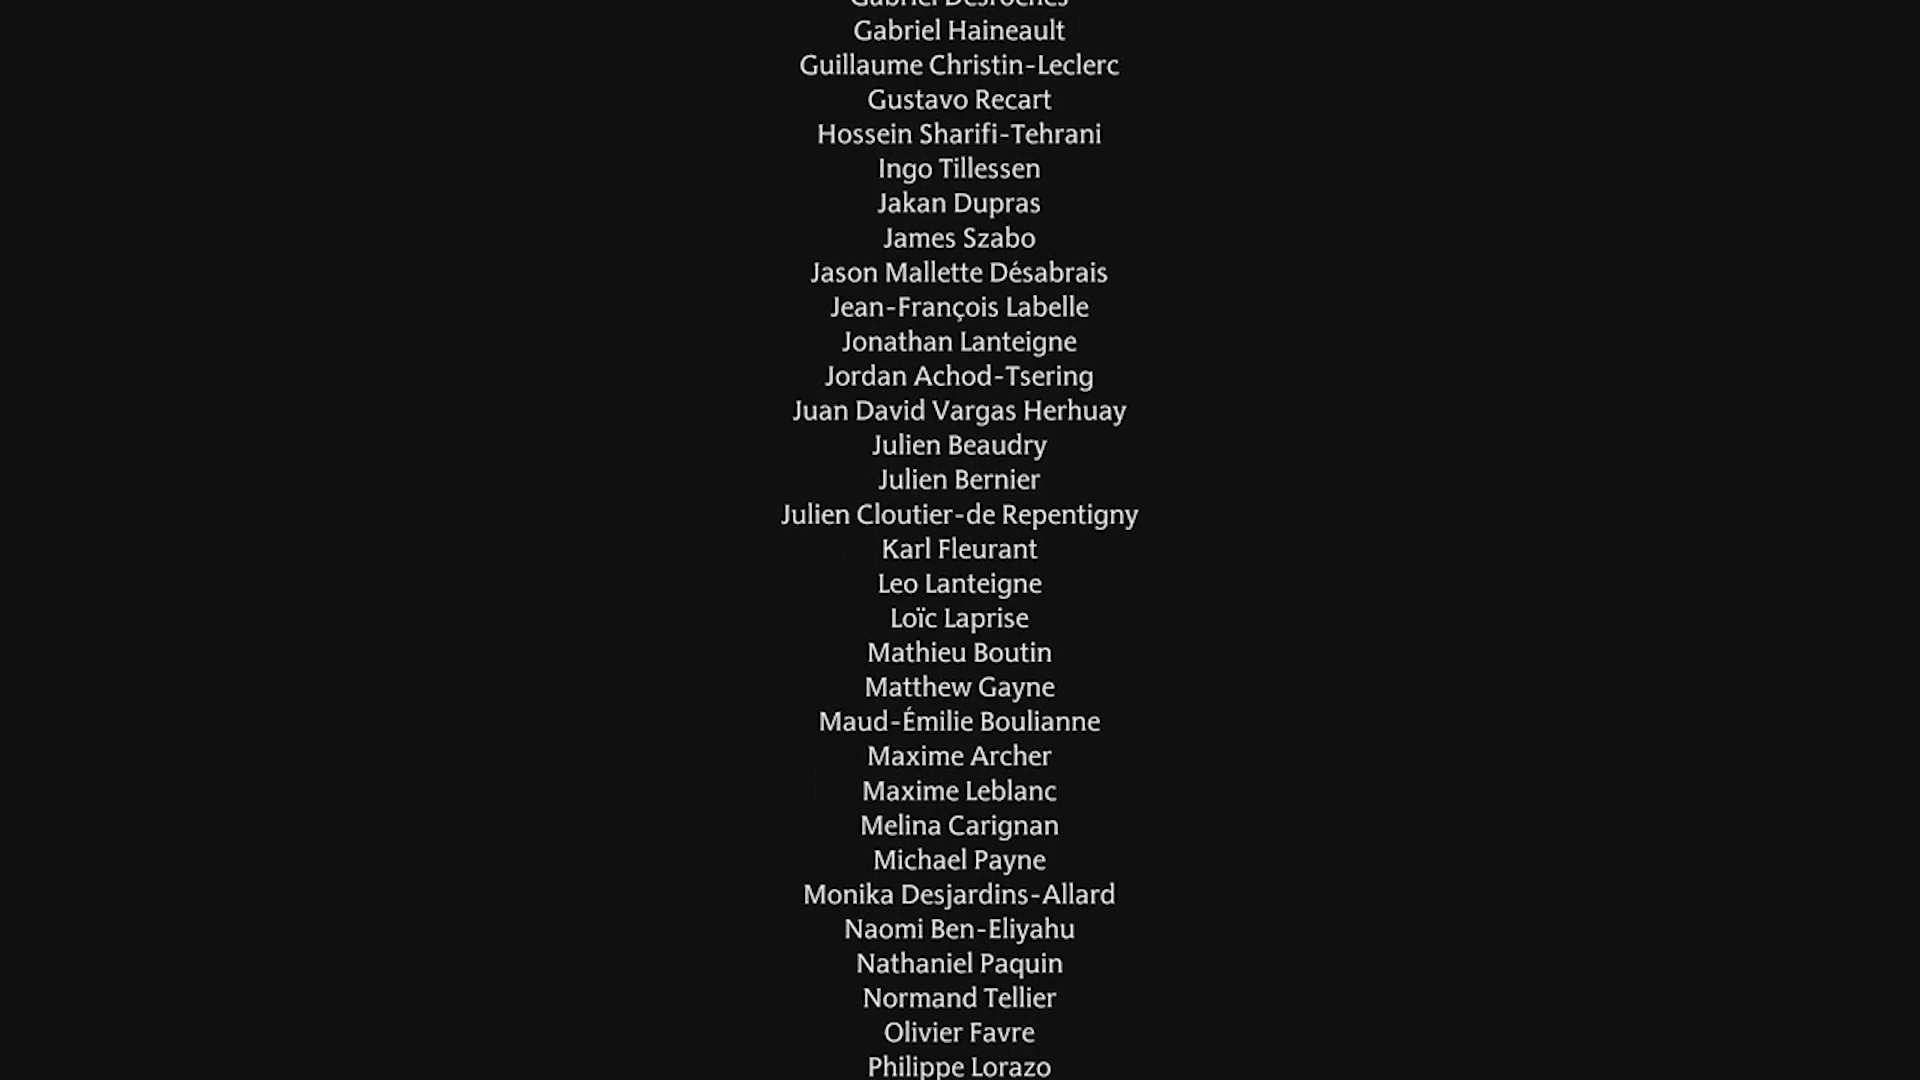 Gabriel Desroches
Gabriel Haineault
Guillaume Christin-Leclerc
Gustavo Recart
Hossein Sharifi-Tehrani
Ingo Tillessen
Jakan Dupras
James Szabo
Jason Mallette Désabrais
Jean-François Labelle
Jonathan Lanteigne
Jordan Achod-Tsering
Juan David Vargas Herhuay
Julien Beaudry
Julien Bernier
Julien Cloutier-de Repentigny
Karl Fleurant
Leo Lanteigne
Loïc Laprise
Mathieu Boutin
Matthew Gayne
Maud-Émilie Boulianne
Maxime Archer
Maxime Leblanc
Melina Carignan
Michael Payne
Monika Desjardins-Allard
Naomi Ben-Eliyahu
Nathaniel Paquin
Normand Tellier
Olivier Favre
Philippe Lorazo